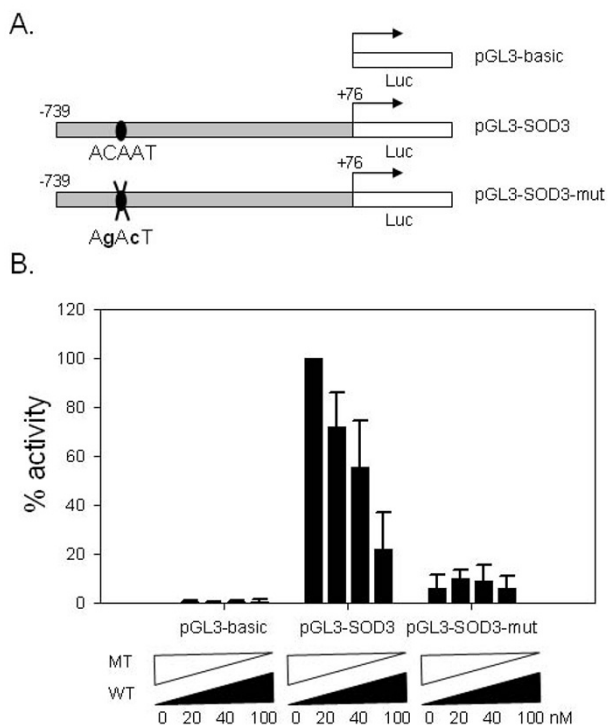 A.
pGL3-basic
Luc
-739
+76
pGL3-SOD3
ACAAT
Luc
-739
+76
pGL3-SOD3-mut
Luc
AgAcT
B.
% activity
120
100
80
60
40
20
0
pGL3-basic pGL3-SOD3 pGL3-SOD3-mut
MT
WT
0 20 40 100 0 20 40 100 0 20 40 100 nM